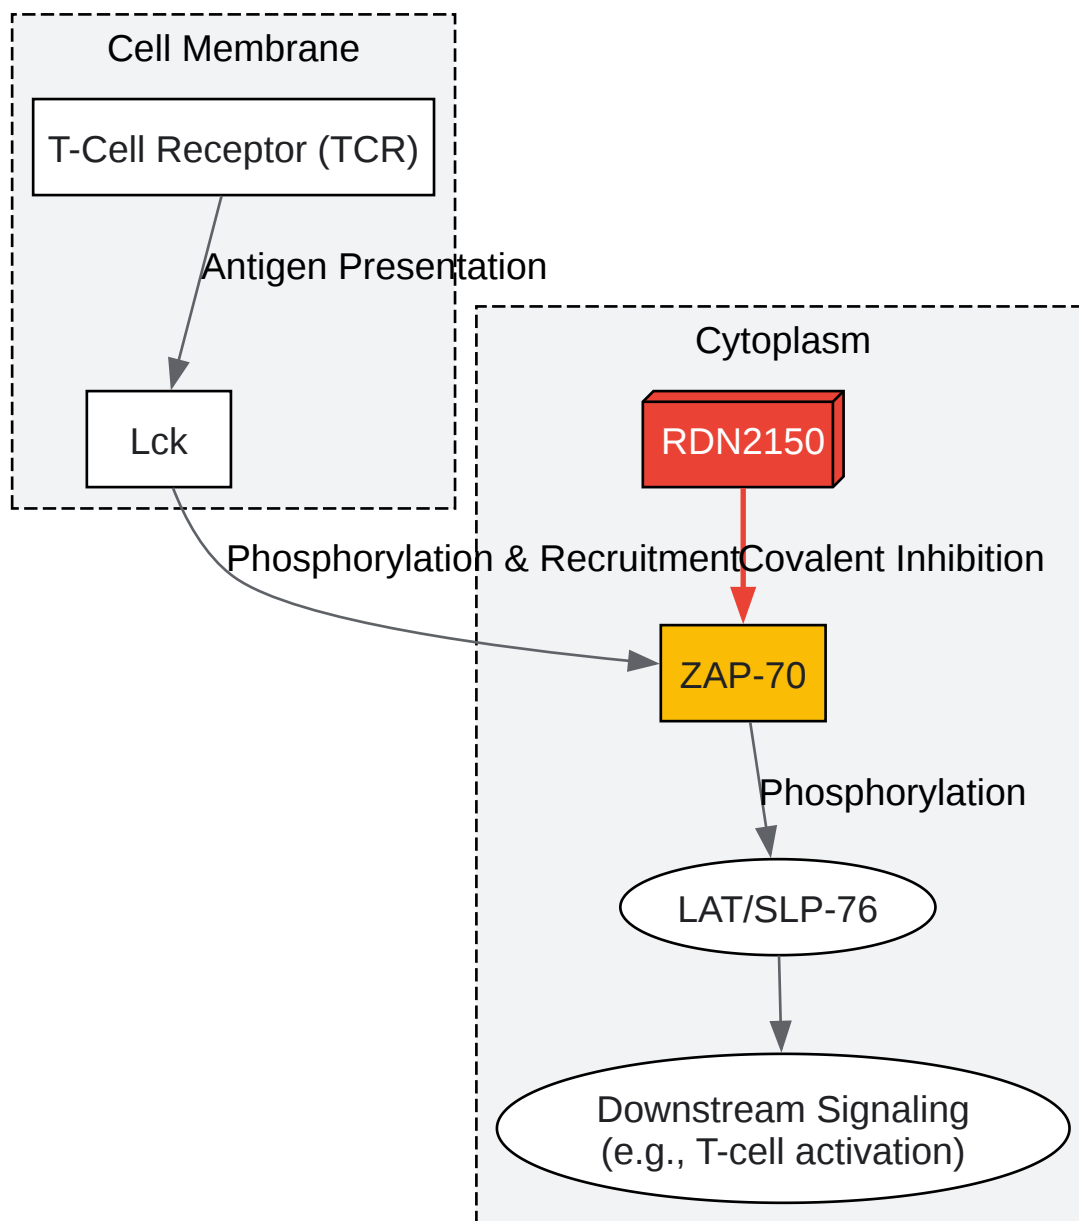 Cell Membrane
T-Cell Receptor (TCR)
Antigen Presentation
Cytoplasm
Lck
RDN2150
Phosphorylation & Recruitment
Covalent Inhibition
ZAP-70
Phosphorylation
LAT/SLP-76
Downstream Signaling
(e.g., T-cell activation)